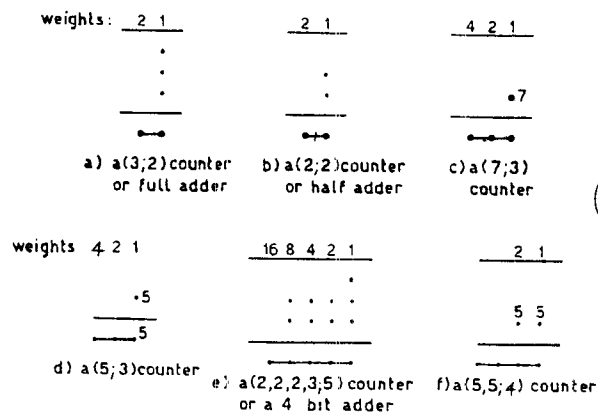 weights: 2 1 2 1 4 2 1
7
a) a(3;2)counter b) a(2;2)counter c) a(7;3)
or full adder or half adder counter
weights 4 2 1 16 8 4 2 1 2 1
5 5 5
5
d) a(5;3)counter e) a(2,2,2,3;5) counter f) a(5,5;4) counter
or a 4 bit adder